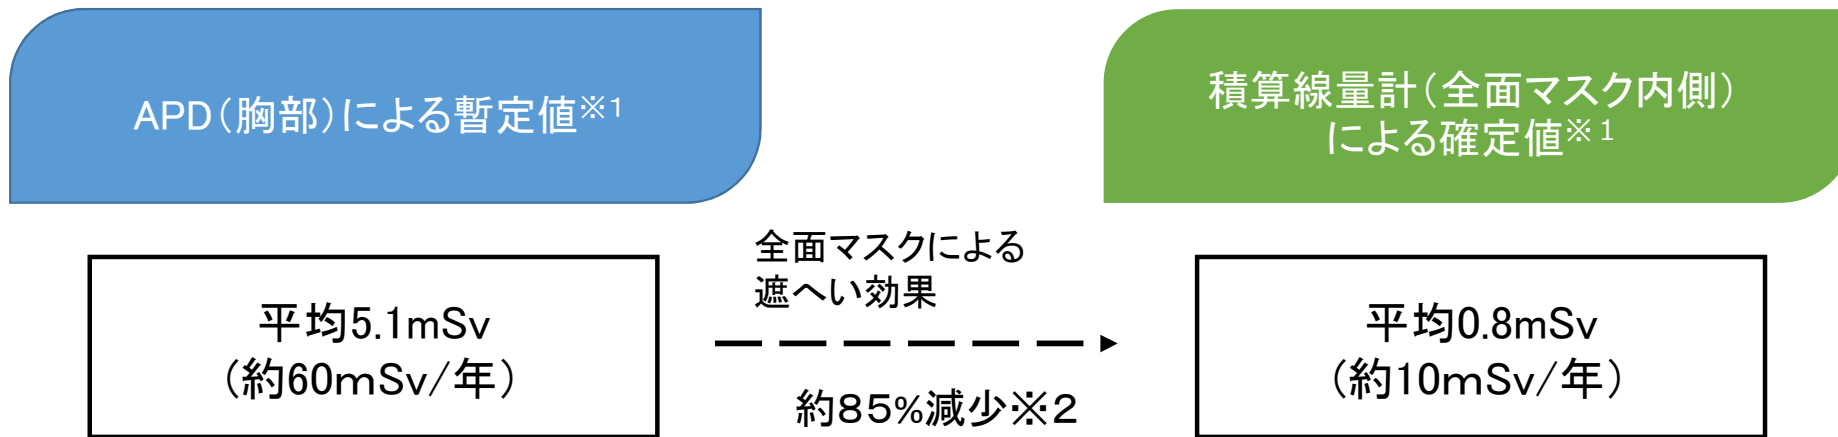 APD(胸部)による暫定値※1
積算線量計(全面マスク内側)
による確定値※1
全面マスクによる
遮へい効果
平均5.1mSv
(約60mSv/年)
約85%減少※2
平均0.8mSv
(約10mSv/年)